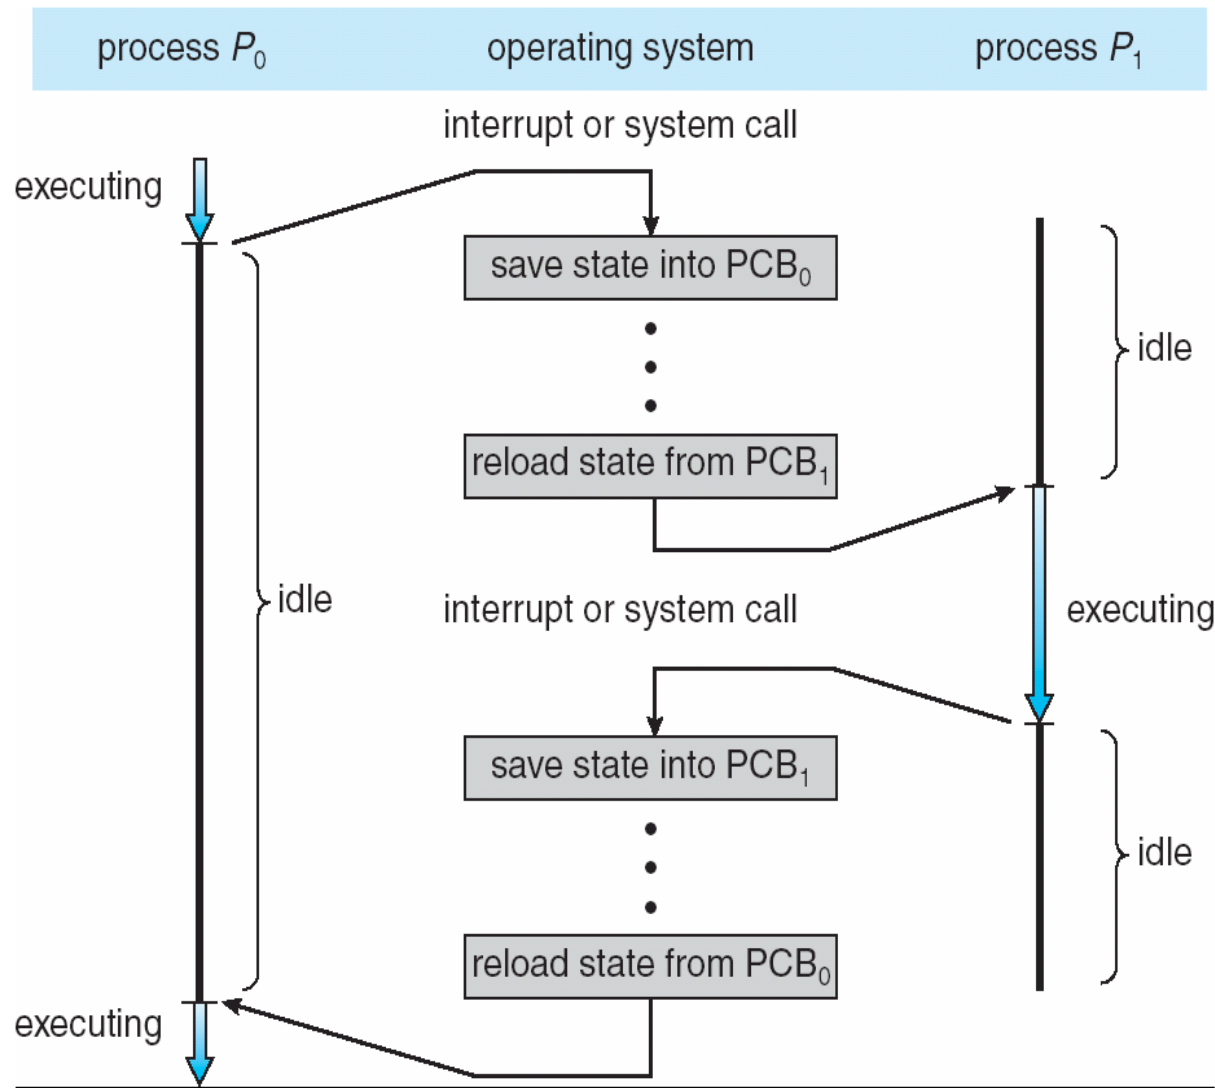 process P0
operating system
process P1
interrupt or system call
executing
save state into PCB0
idle
reload state from PCB1
idle
interrupt or system call
executing
save state into PCB1
idle
reload state from PCB0
executing